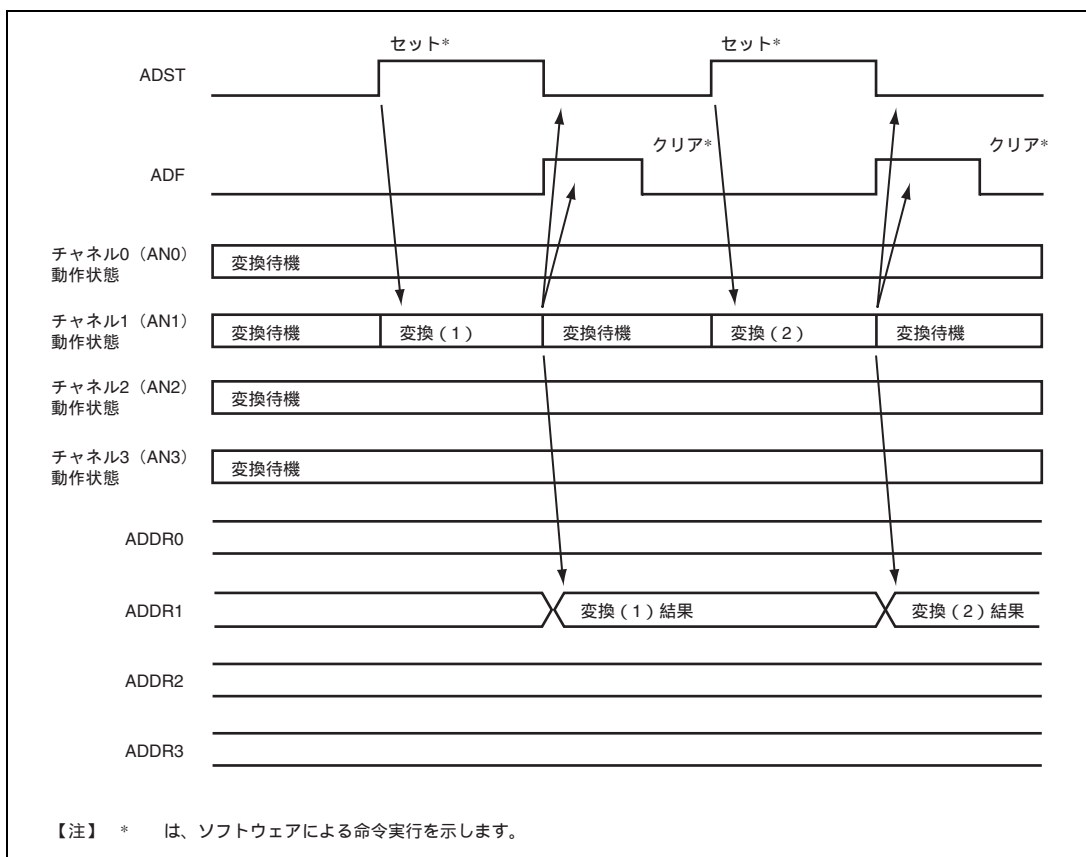 セット* セット*
ADST
クリア* クリア*
ADF
チャネル0（AN0）
動作状態
変換待機
チャネル1（AN1）
動作状態
変換待機 変換（1） 変換待機 変換（2） 変換待機
チャネル2（AN2）
動作状態
変換待機
チャネル3（AN3）
動作状態
変換待機
ADDR0
ADDR1 変換（1）結果 変換（2）結果
ADDR2
ADDR3
【注】 * は、ソフトウェアによる命令実行を示します。